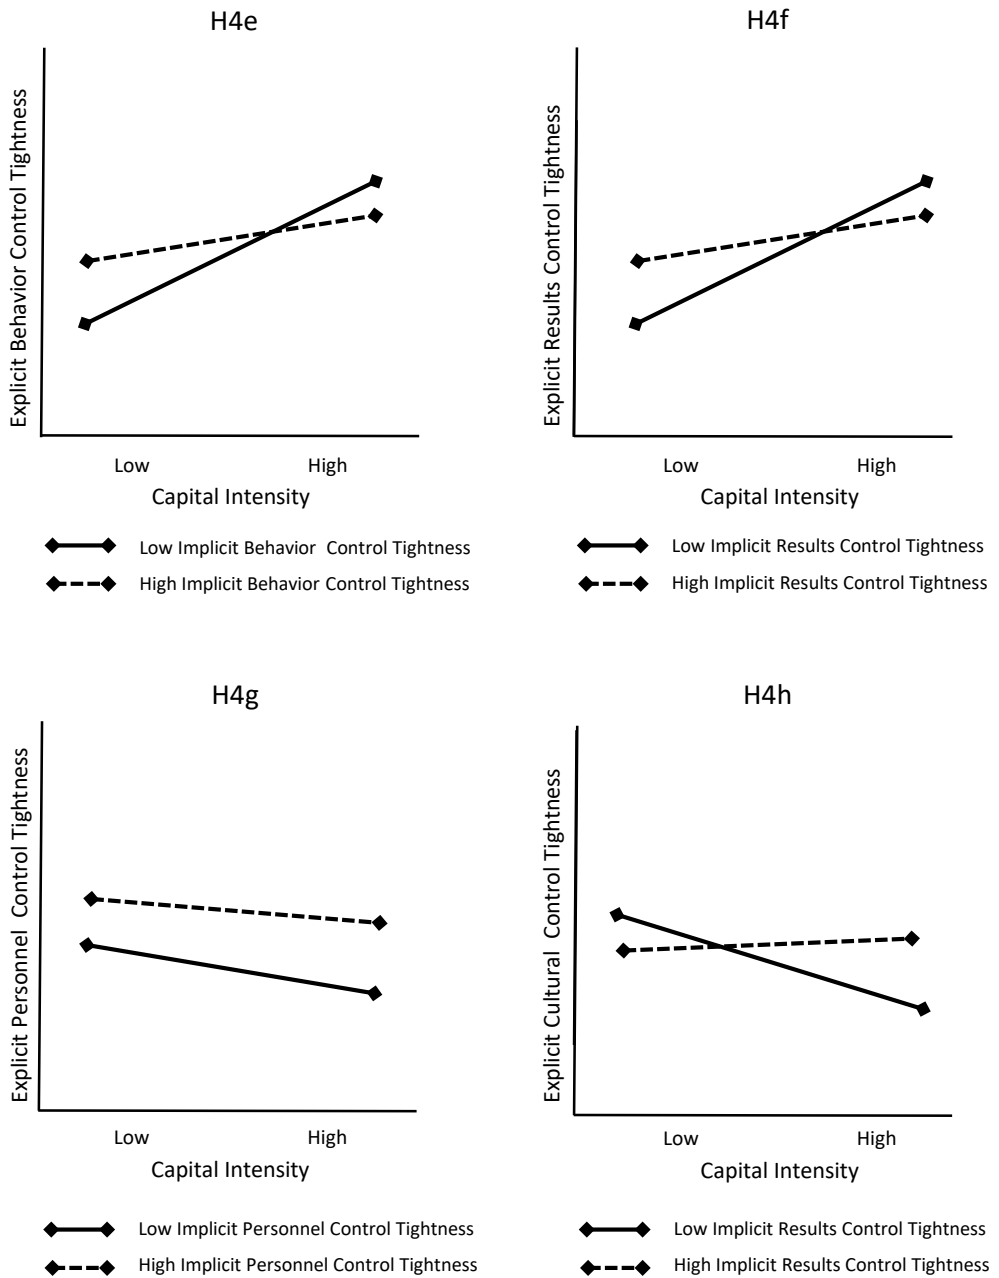 H4e
Explicit Behavior Control Tightness
Low High
Capital Intensity
Low Implicit Behavior Control Tightness
High Implicit Behavior Control Tightness
H4f
Explicit Results Control Tightness
Low High
Capital Intensity
Low Implicit Results Control Tightness
High Implicit Results Control Tightness
H4g
Explicit Personnel Control Tightness
Low High
Capital Intensity
Low Implicit Personnel Control Tightness
High Implicit Personnel Control Tightness
H4h
Explicit Cultural Control Tightness
Low High
Capital Intensity
Low Implicit Results Control Tightness
High Implicit Results Control Tightness